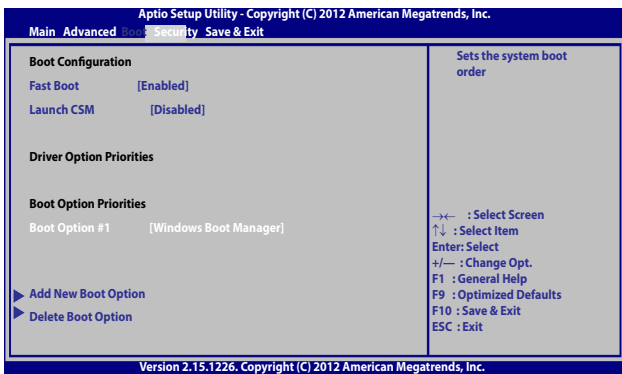 Aptio Setup Utility - Copyright (C) 2012 American Megatrends, Inc.
Main Advanced Boot Security Save & Exit
Boot Configuration
Fast Boot [Enabled]
Launch CSM [Disabled]
Driver Option Priorities
Boot Option Priorities
Boot Option #1 [Windows Boot Manager]
Add New Boot Option
Delete Boot Option
Sets the system boot
order
→← : Select Screen
↑↓ : Select Item
Enter: Select
+/— : Change Opt.
F1 : General Help
F9 : Optimized Defaults
F10 : Save & Exit
ESC : Exit
Version 2.15.1226. Copyright (C) 2012 American Megatrends, Inc.